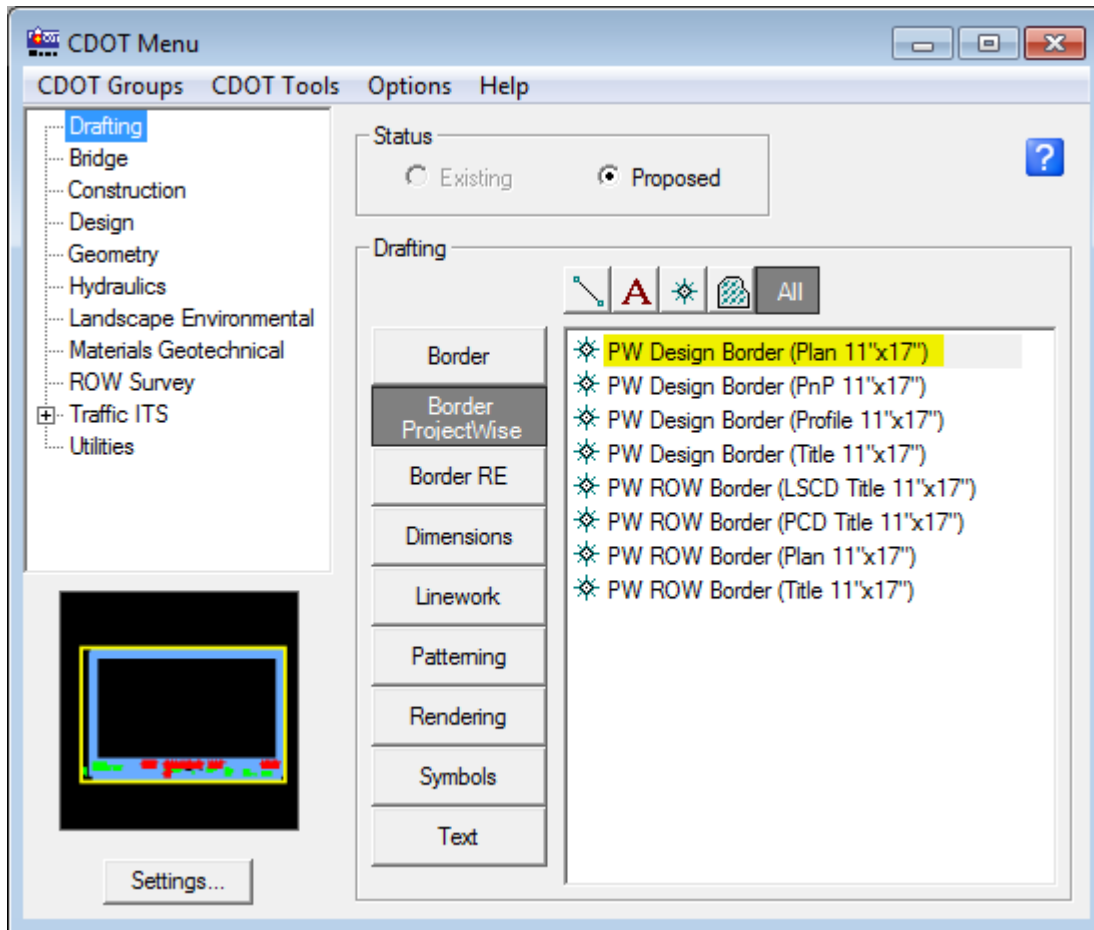 CDOT Menu
CDOT Groups CDOT Tools Options Help
Drafting
Bridge
Construction
Design
Geometry
Hydraulics
Landscape Environmental
Materials Geotechnical
ROW Survey
Traffic ITS
Utilities
Settings...
Status
Existing Proposed
?
Drafting
A All
Border
Border
ProjectWise
Border RE
Dimensions
Linework
Patterning
Rendering
Symbols
Text
PW Design Border (Plan 11"x17")
PW Design Border (PnP 11"x17")
PW Design Border (Profile 11"x17")
PW Design Border (Title 11"x17")
PW ROW Border (LSCD Title 11"x17")
PW ROW Border (PCD Title 11"x17")
PW ROW Border (Plan 11"x17")
PW ROW Border (Title 11"x17")